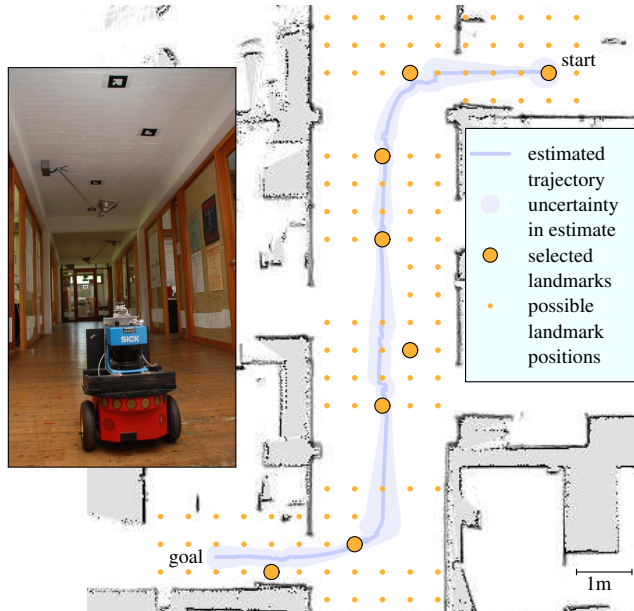 start
estimated
trajectory
uncertainty
in estimate
selected
landmarks
possible
landmark
positions
SICK
goal
1m